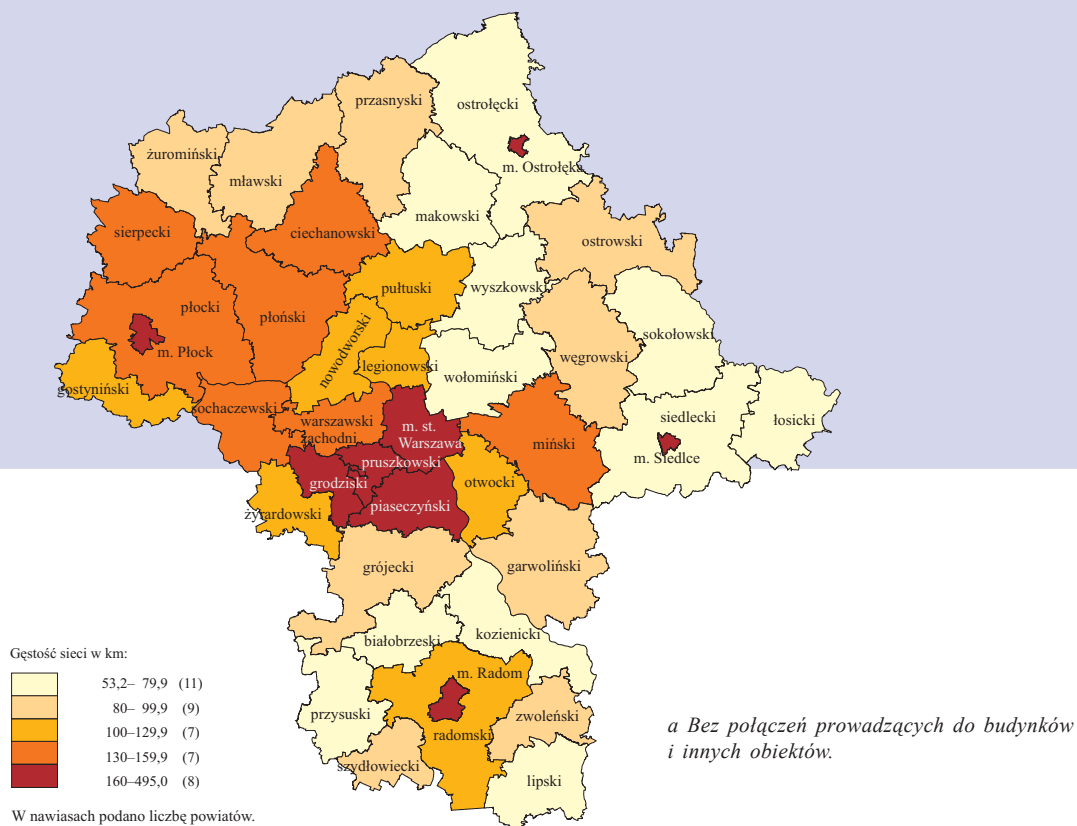 przasnyski
ostrołęcki
żuromiński
m. Ostrołęka
mławski
makowski
sierpecki
ciechanowski
ostrowski
pułtuski
wyszkowski
płocki
płoński
nowodworski
sokołowski
m. Płock
legionowski
węgrowski
gostyniński
wołomiński
sochaczewski
warszawski
zachodni
m. st.
Warszawa
miński
siedlecki
łosicki
pruszkowski
m. Siedlce
grodziski
otwocki
piaseczyński
żyrardowski
grójecki
garwoliński
białobrzeski
kozienicki
m. Radom
przysuski
zwoleński
radomski
szydłowiecki
lipski
Gęstość sieci w km:
53,2– 79,9 (11)
80– 99,9 (9)
100–129,9 (7)
130–159,9 (7)
160–495,0 (8)
W nawiasach podano liczbę powiatów.
a Bez połączeń prowadzących do budynków
i innych obiektów.